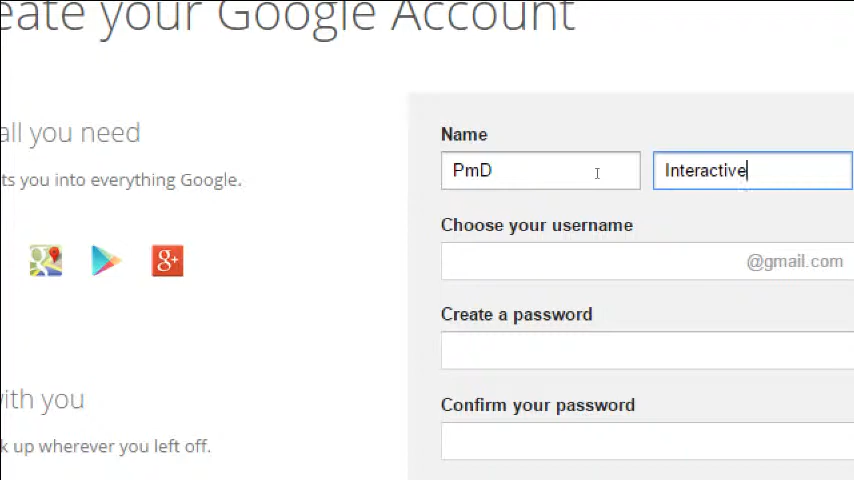 eate your Google Account
all you need
ts you into everything Google.
g+
with you
k up wherever you left off.
Name
PmD Interactive
Choose your username
@gmail.com
Create a password
Confirm your password